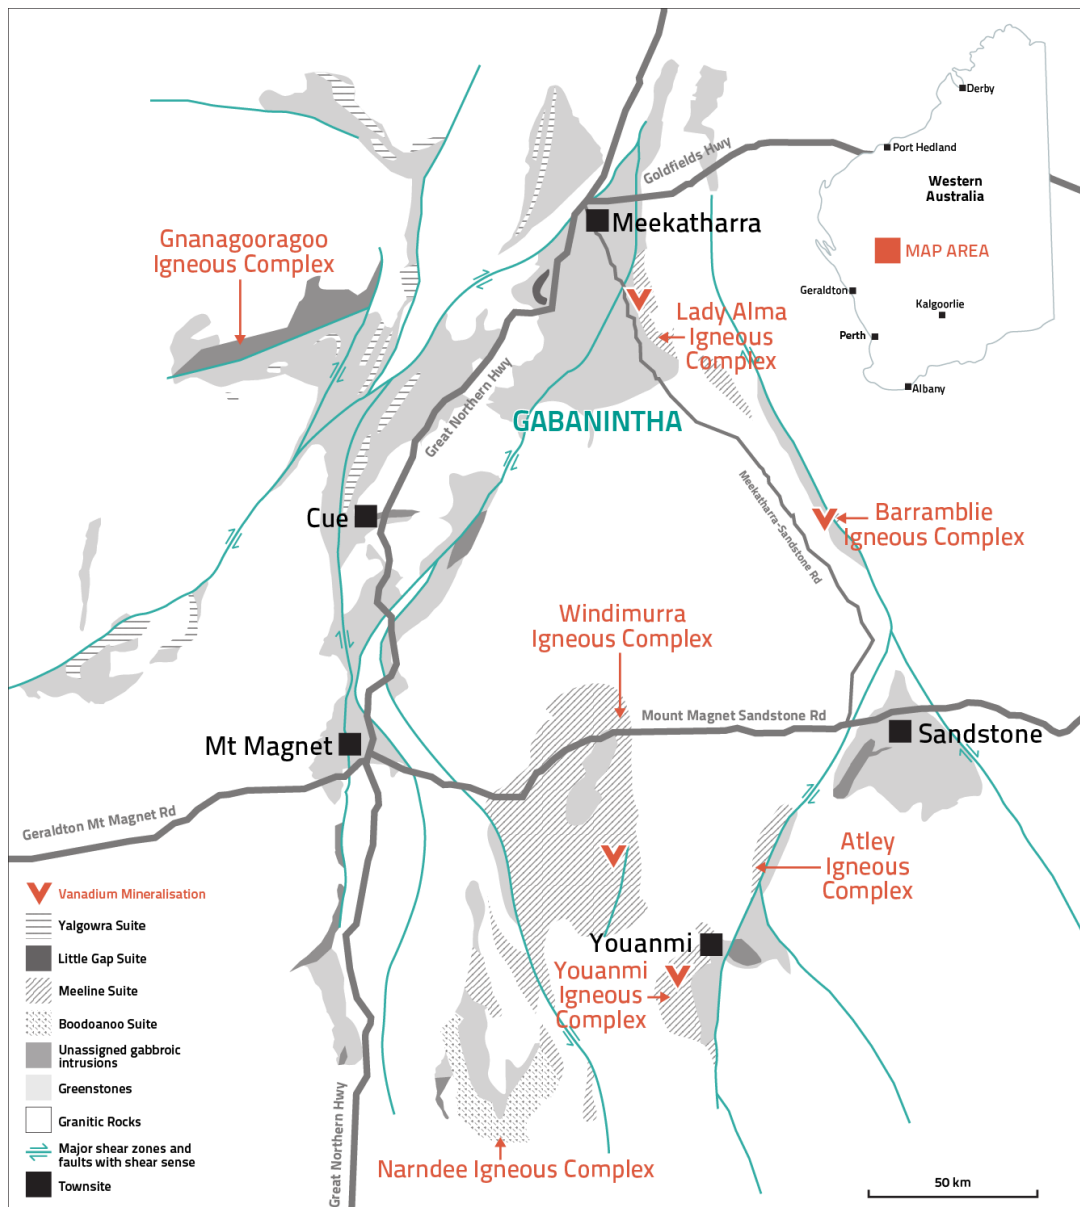 Goldfields Hwy
Meekatharra
Gnanagooragoo
Igneous Complex
Lady Alma
Igneous
Complex
Great Northern Hwy
GABANINTHA
Meekatharra-Sandstone Rd
Cue
Barramblie
Igneous Complex
Windimurra
Igneous Complex
Mount Magnet Sandstone Rd
Mt Magnet
Sandstone
Geraldton Mt Magnet Rd
Atley
Igneous
Complex
Youanmi
Youanmi
Igneous
Complex
Narndee Igneous Complex
Great Northern Hwy
Derby
Port Hedland
Western
Australia
MAP AREA
Geraldton
Kalgoorlie
Perth
Albany
Vanadium Mineralisation
Yalgowra Suite
Little Gap Suite
Meeline Suite
Boodoanoo Suite
Unassigned gabbroic
intrusions
Greenstones
Granitic Rocks
Major shear zones and
faults with shear sense
Townsite
50 km